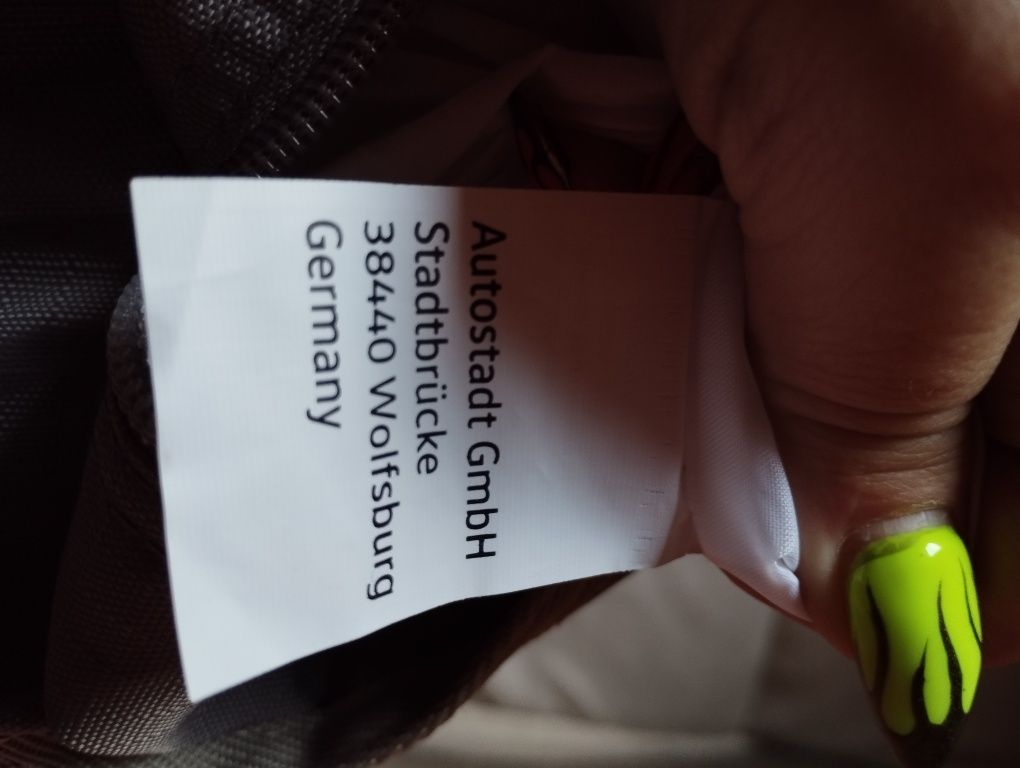 Autostadt GmbH
Stadtbrücke
38440 Wolfsburg
Germany